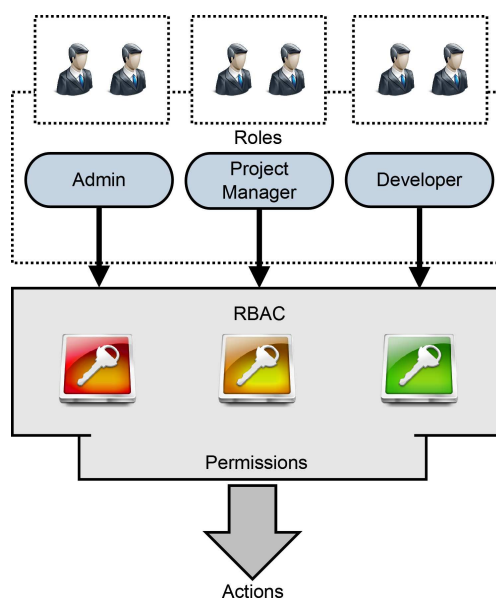 Roles
Admin
Project
Manager
Developer
RBAC
Permissions
Actions